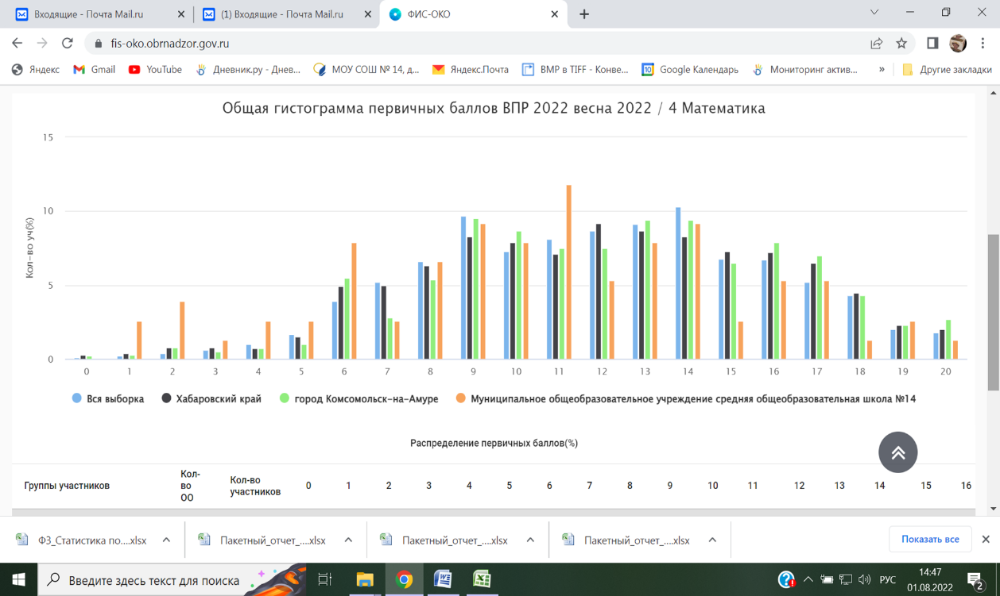 Входящие - Почта Mail.ru
(1) Входящие - Почта Mail.ru
ФИС-ОКО
fis-oko.obrnadzor.gov.ru
Яндекс
Gmail
YouTube
Дневник.ру - Днев...
МОУ СОШ № 14, д...
Яндекс.Почта
BMP в TIFF - Конве...
10
Google Календарь
Мониторинг актив...
»
Другие закладки
Общая гистограмма первичных баллов ВПР 2022 весна 2022 / 4 Математика
15
10
5
0
Кол-во уч(%)
0 1 2 3 4 5 6 7 8 9 10 11 12 13 14 15 16 17 18 19 20
Вся выборка Хабаровский край город Комсомольск-на-Амуре Муниципальное общеобразовательное учреждение средняя общеобразовательная школа №14
Распределение первичных баллов(%)
Группы участников
Кол-
во
ОО
Кол-во
участников
0 1 2 3 4 5 6 7 8 9 10 11 12 13 14 15 16
ФЗ_Статистика по....xlsx
Пакетный_отчет_....xlsx
Пакетный_отчет_....xlsx
Пакетный_отчет_....xlsx
Показать все
Введите здесь текст для поиска
РУС
14:47
01.08.2022
2